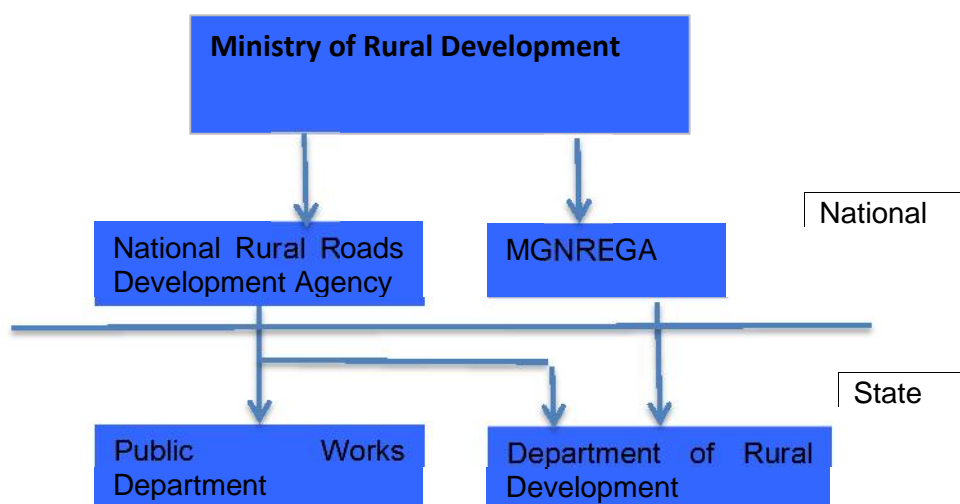 Ministry of Rural Development
National
National Rural Roads
Development Agency
MGNREGA
State
Public Works
Department
Department of Rural
Development